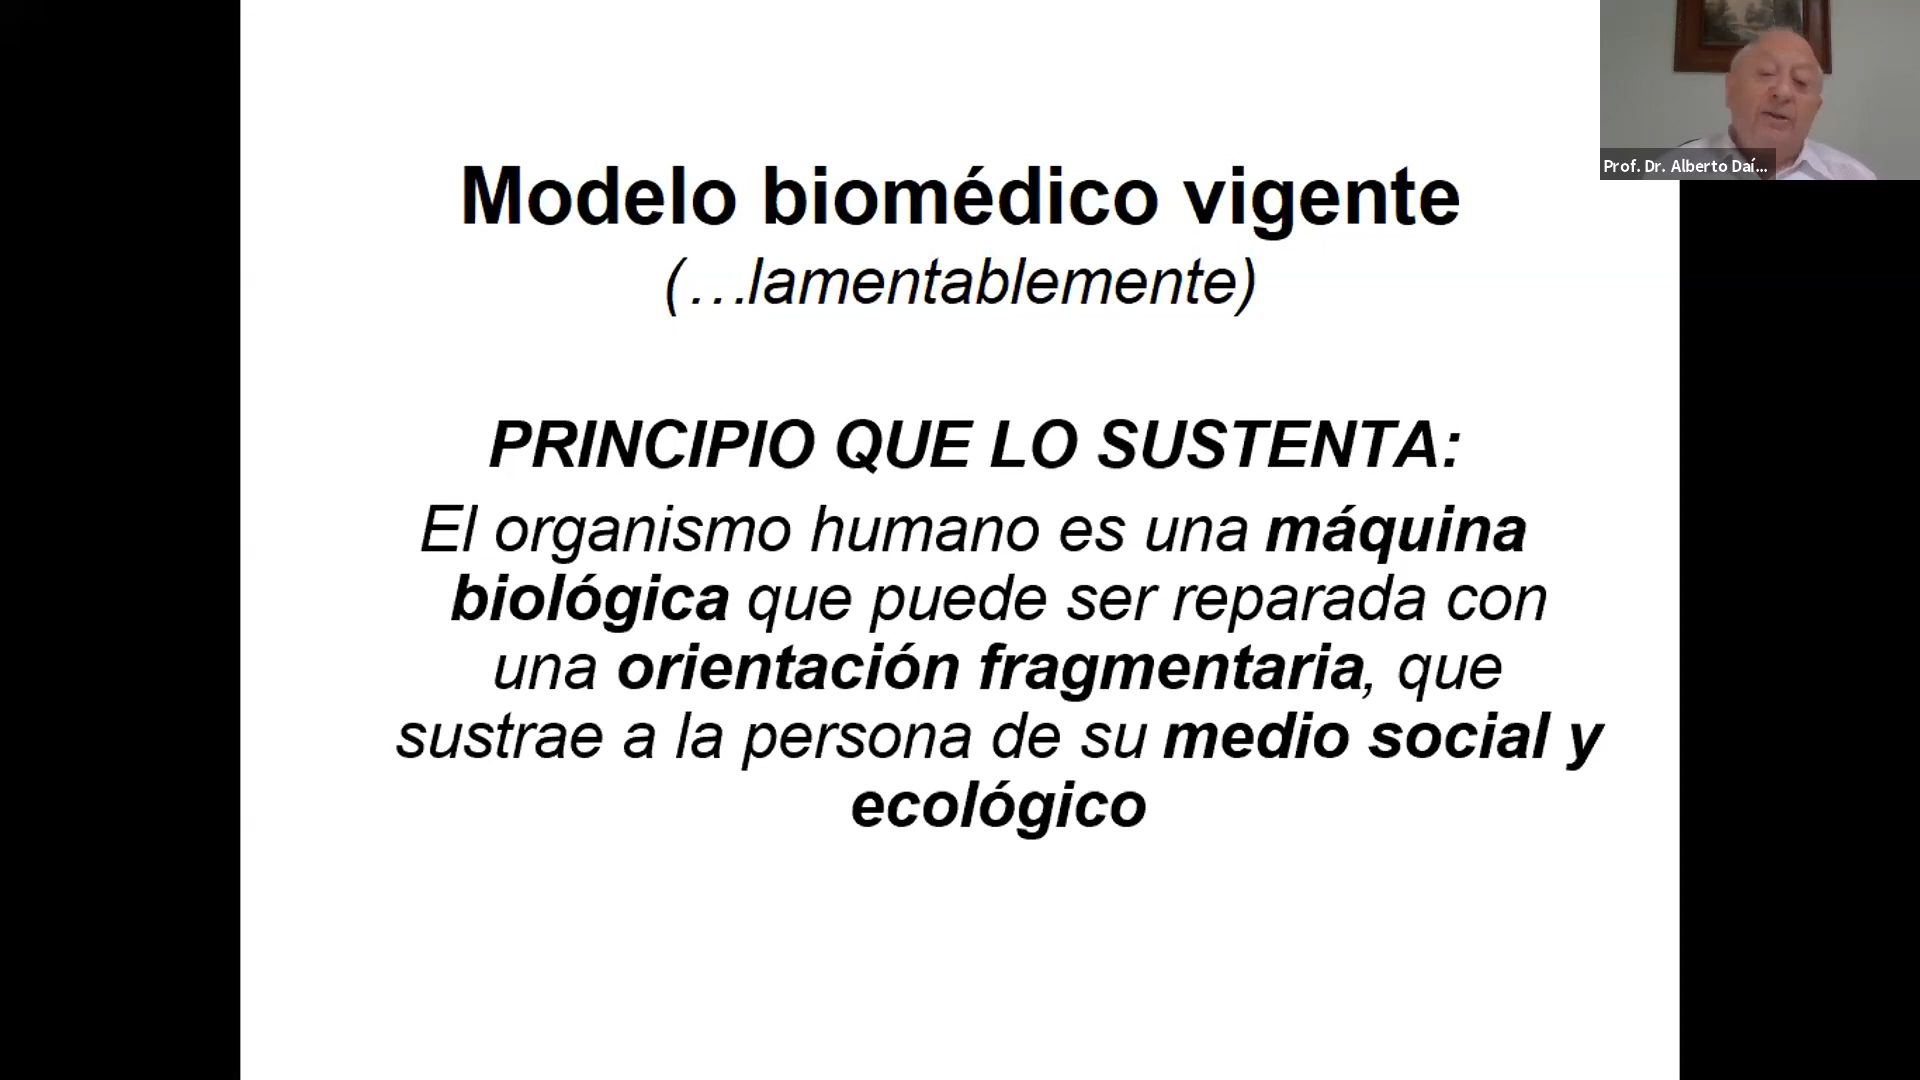 Modelo biomédico vigente
(…lamentablemente)
PRINCIPIO QUE LO SUSTENTA:
El organismo humano es una máquina
biológica que puede ser reparada con
una orientación fragmentaria, que
sustrae a la persona de su medio social y
ecológico
Prof. Dr. Alberto Daí...